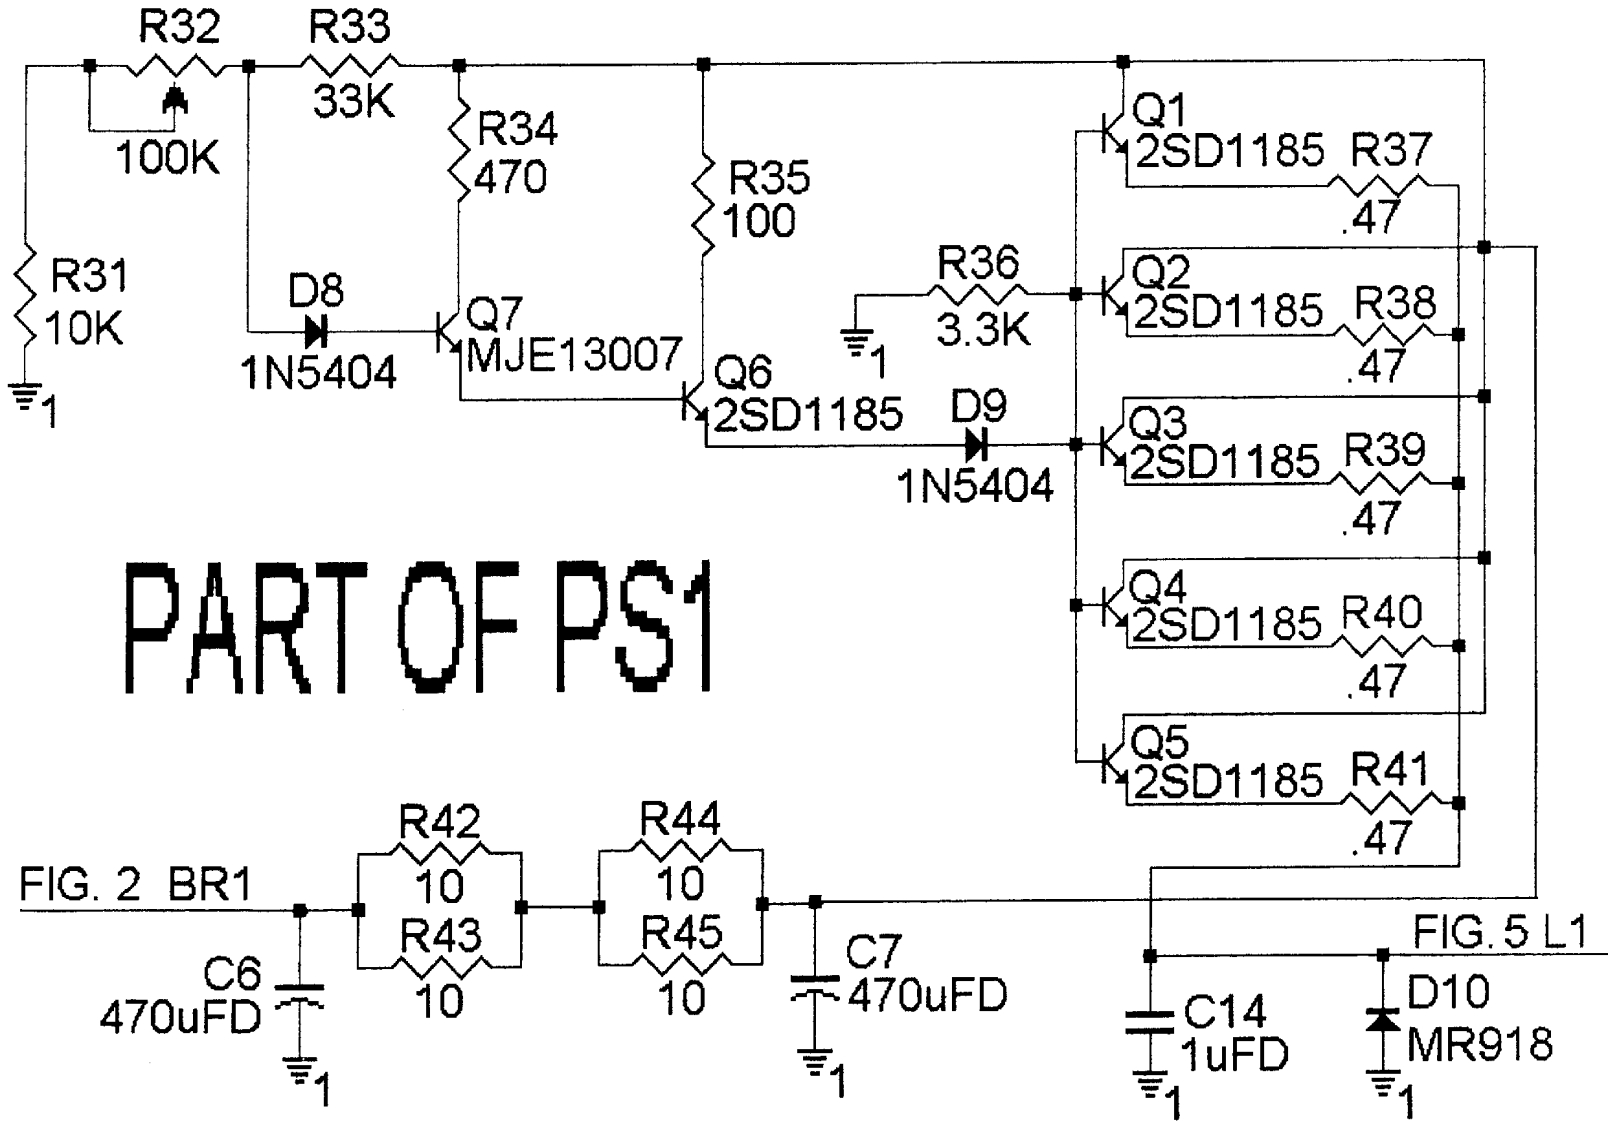 R32
R33
33K
100K
R34
470
R35
100
Q1
2SD1185
R37
.47
R31
10K
D8
1N5404
Q7
MJE13007
R36
3.3K
1
Q2
2SD1185
R38
.47
1
Q6
2SD1185
D9
1N5404
Q3
2SD1185
R39
.47
PART OF PS1
Q4
2SD1185
R40
.47
Q5
2SD1185
R41
.47
FIG. 2 BR1
R42
10
R44
10
R43
10
R45
10
C6
470uFD
1
C7
470uFD
1
FIG. 5 L1
C14
1uFD
1
D10
MR918
1